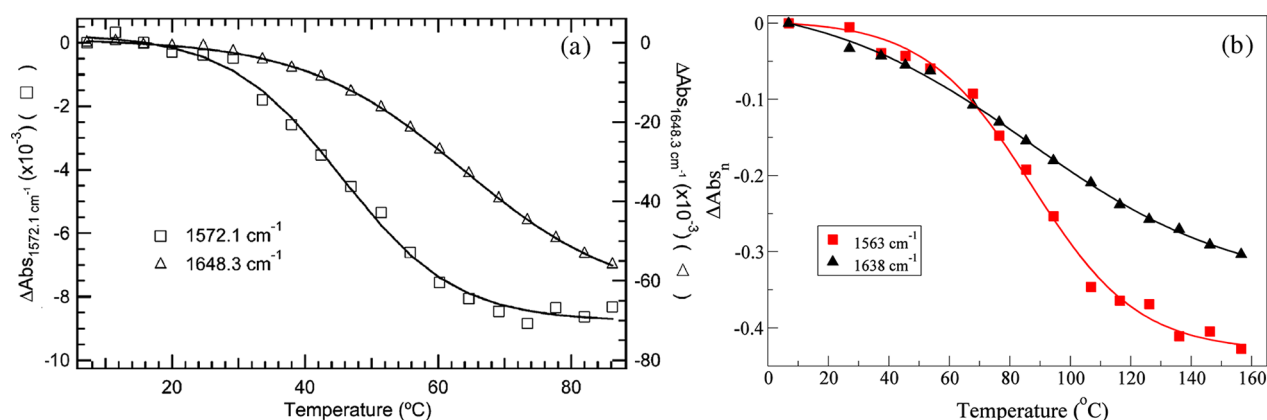 (a)
0
-2
-4
-6
-8
-10
ΔAbs1572.1 cm-1 (x10-3) ( □ )
0
-20
-40
-60
-80
ΔAbs1648.3 cm-1 (x10-3) ( △ )
□ 1572.1 cm-1
△ 1648.3 cm-1
20 40 60 80
Temperature (ºC)
(b)
0
-0.1
-0.2
-0.3
-0.4
ΔAbsn
■ 1563 cm-1
▲ 1638 cm-1
0 20 40 60 80 100 120 140 160
Temperature (oC)